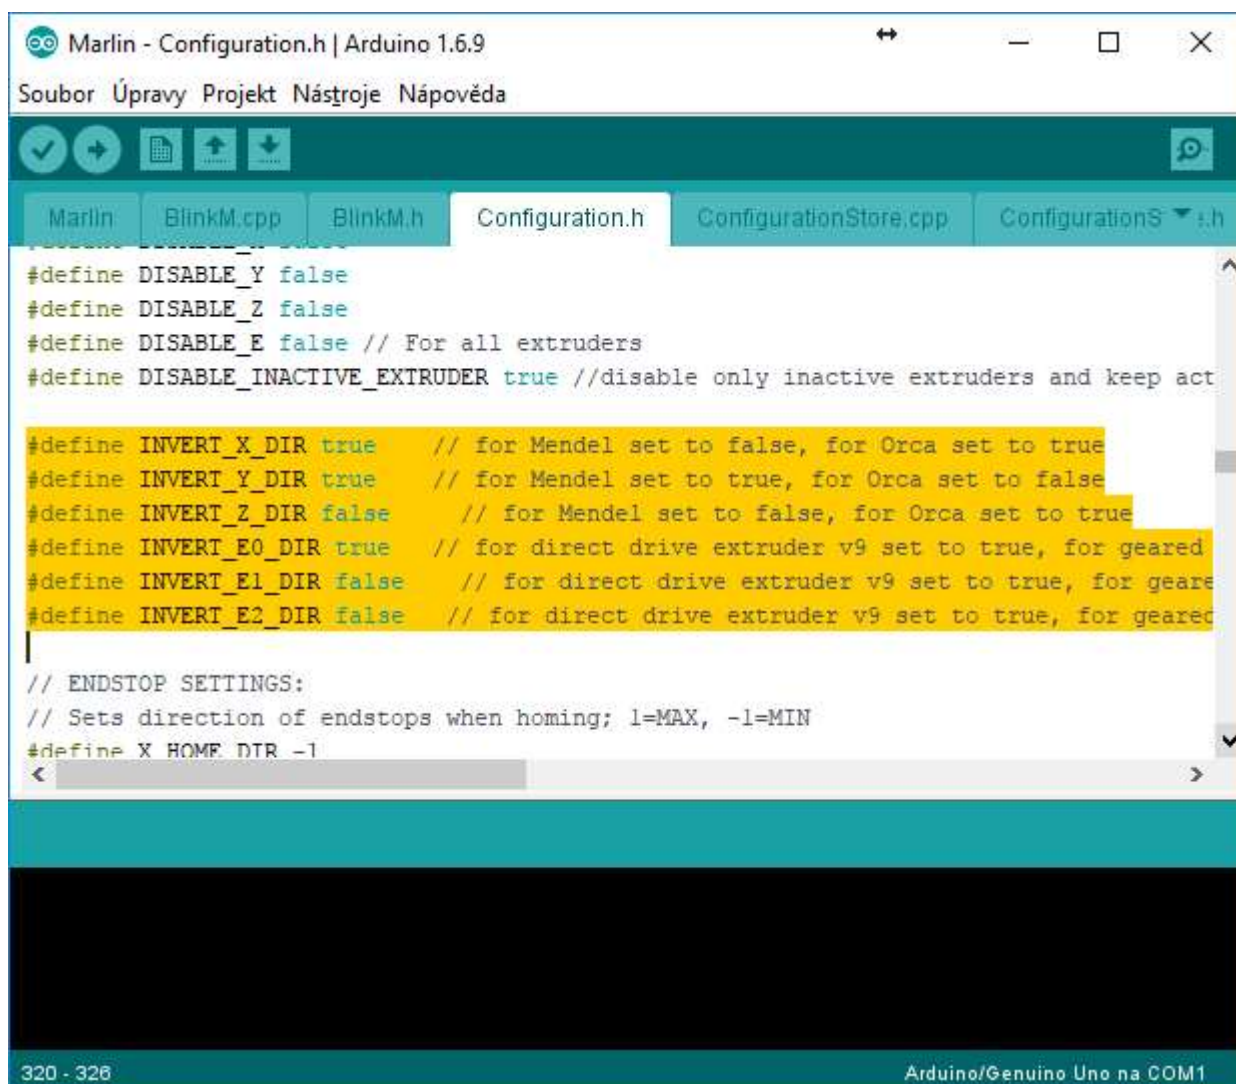 Marlin - Configuration.h | Arduino 1.6.9
Soubor Úpravy Projekt Nástroje Nápověda
Marlin BlinkM.cpp BlinkM.h Configuration.h ConfigurationStore.cpp ConfigurationS
#define DISABLE_Y false
#define DISABLE_Z false
#define DISABLE_E false // For all extruders
#define DISABLE_INACTIVE_EXTRUDER true //disable only inactive extruders and keep act
#define INVERT_X_DIR true // for Mendel set to false, for Orca set to true
#define INVERT_Y_DIR true // for Mendel set to true, for Orca set to false
#define INVERT_Z_DIR false // for Mendel set to false, for Orca set to true
#define INVERT_E0_DIR true // for direct drive extruder v9 set to true, for geared
#define INVERT_E1_DIR false // for direct drive extruder v9 set to true, for geare
#define INVERT_E2_DIR false // for direct drive extruder v9 set to true, for geared
// ENDSTOP SETTINGS:
// Sets direction of endstops when homing; 1=MAX, -1=MIN
#define X_HOME_DIR -1
320 - 326 Arduino/Genuino Uno na COM1